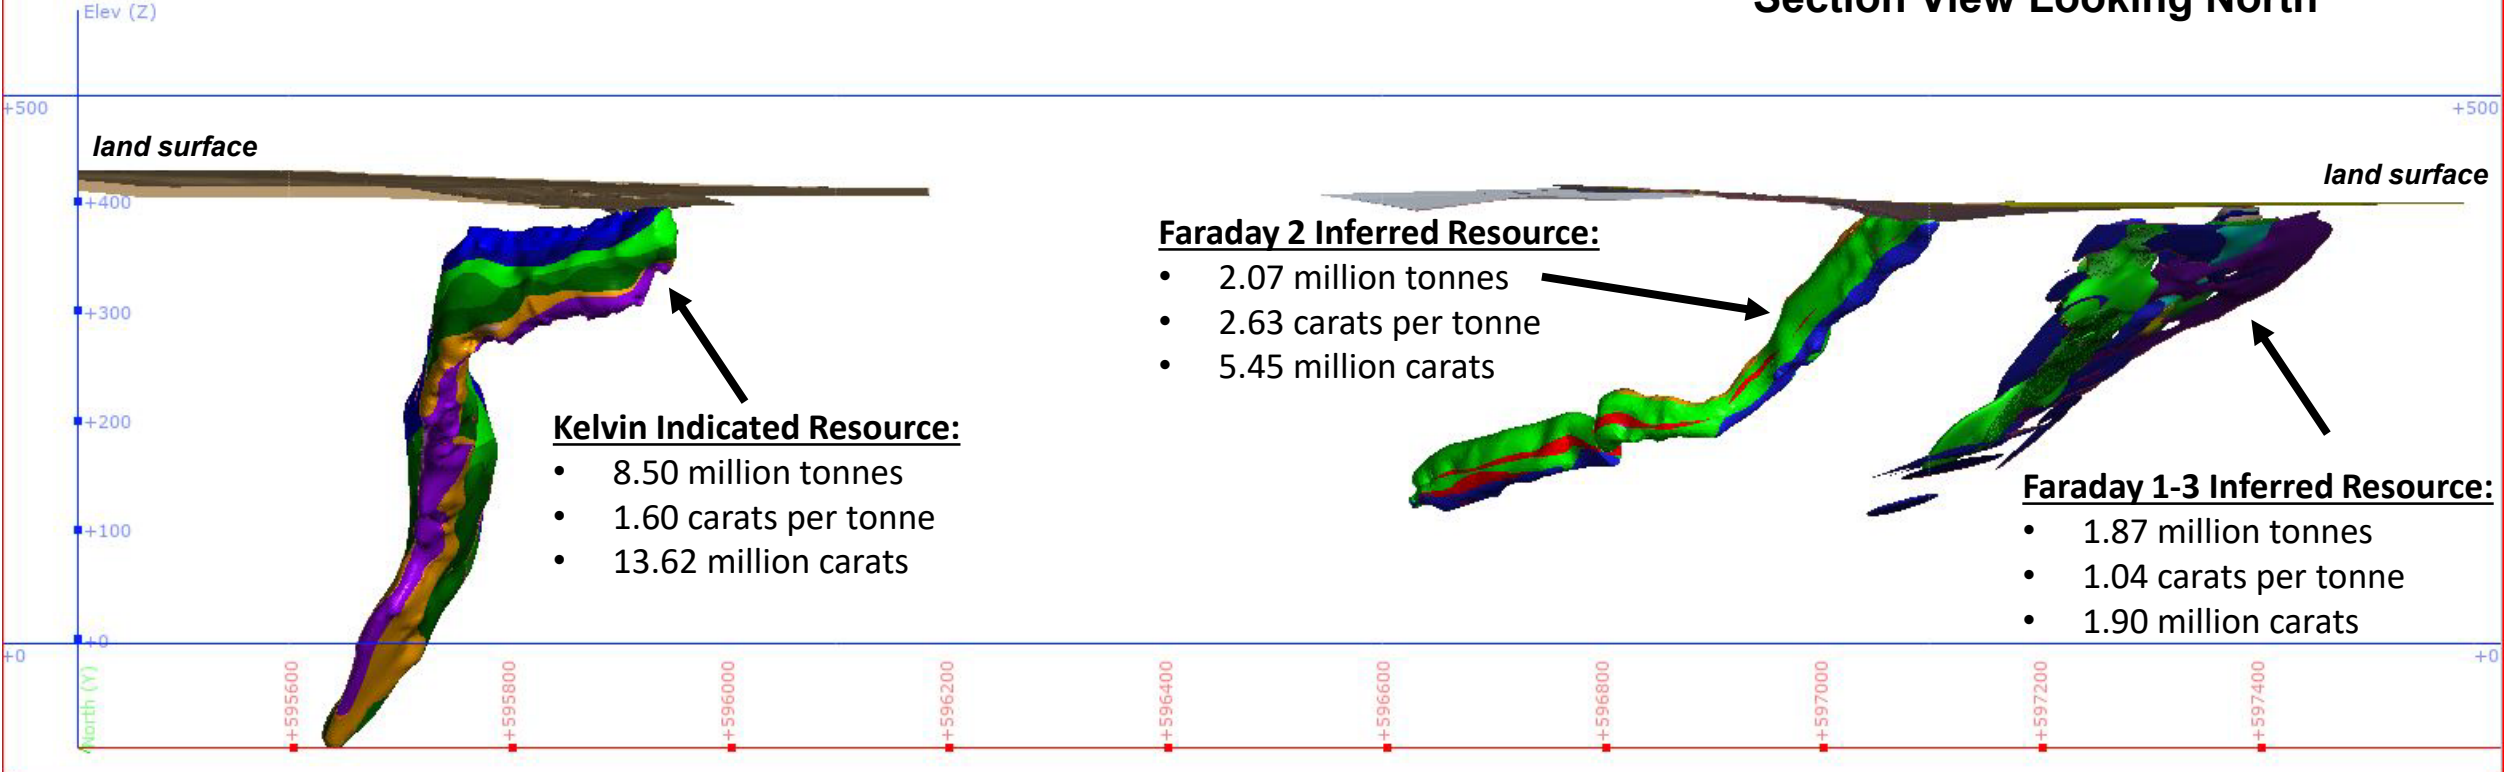 Section View Looking North
Elev (Z)
+500
+500
land surface
land surface
+400
+300
+200
+100
+0
+0
+0
Faraday 2 Inferred Resource:
• 2.07 million tonnes
• 2.63 carats per tonne
• 5.45 million carats
Kelvin Indicated Resource:
• 8.50 million tonnes
• 1.60 carats per tonne
• 13.62 million carats
Faraday 1-3 Inferred Resource:
• 1.87 million tonnes
• 1.04 carats per tonne
• 1.90 million carats
North (Y)
+595600
+595800
+596000
+596200
+596400
+596600
+596800
+597000
+597200
+597400